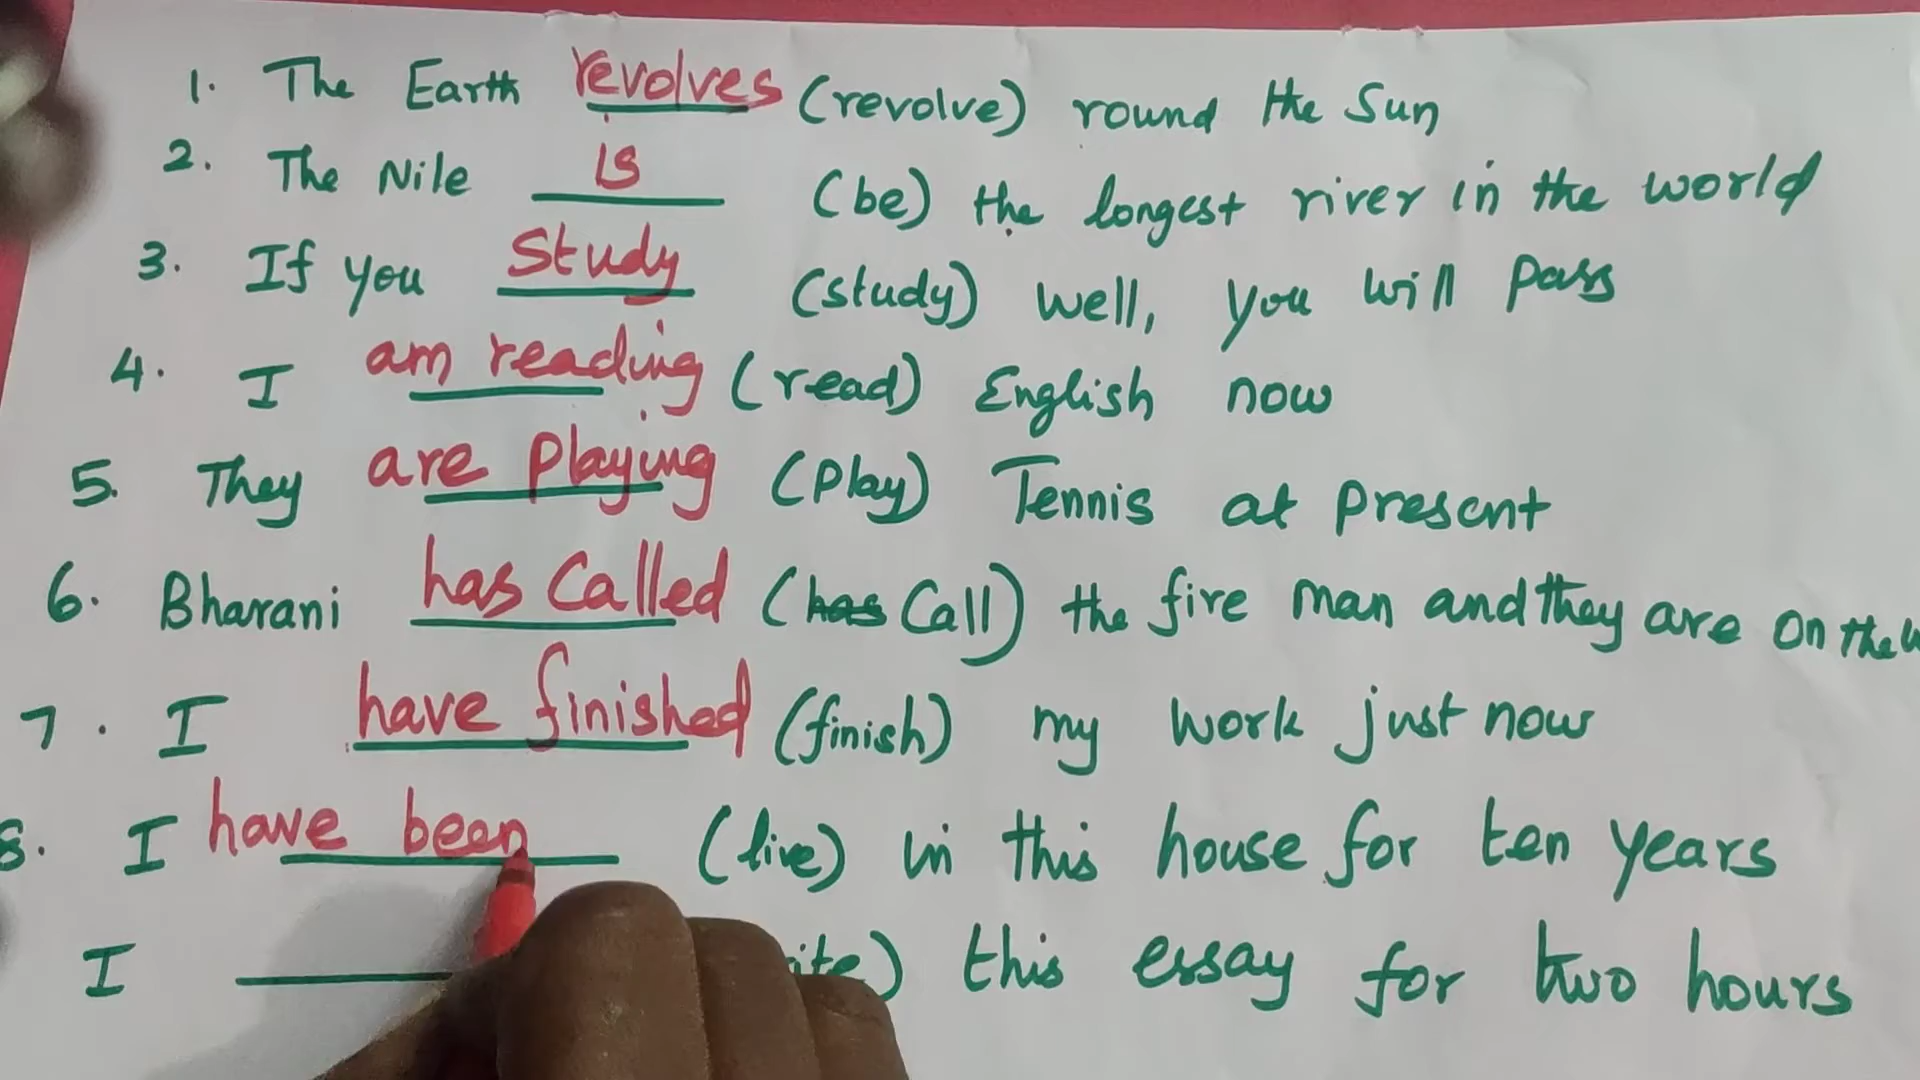 1. The Earth revolves (revolve) round the Sun
2. The Nile is (be) the longest river in the world
3. If you study (study) well, you will pass
4. I am reading (read) English now
5. They are playing (play) Tennis at present
6. Bharani has called (has Call) the fire man and they are on the
7. I have finished (finish) my work just now
8. I have been (live) in this house for ten years
I this essay for two hours